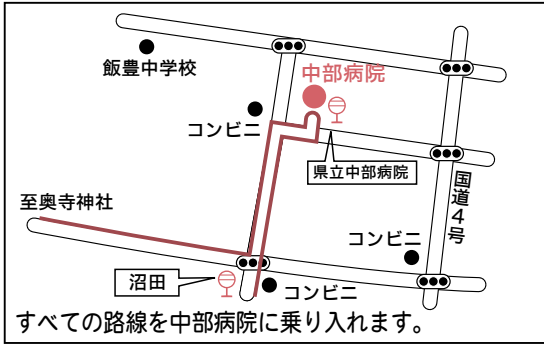 飯豊中学校
中部病院
コンビニ
県立中部病院
国道4号
至奥寺神社
コンビニ
沼田
コンビニ
すべての路線を中部病院に乗り入れます。